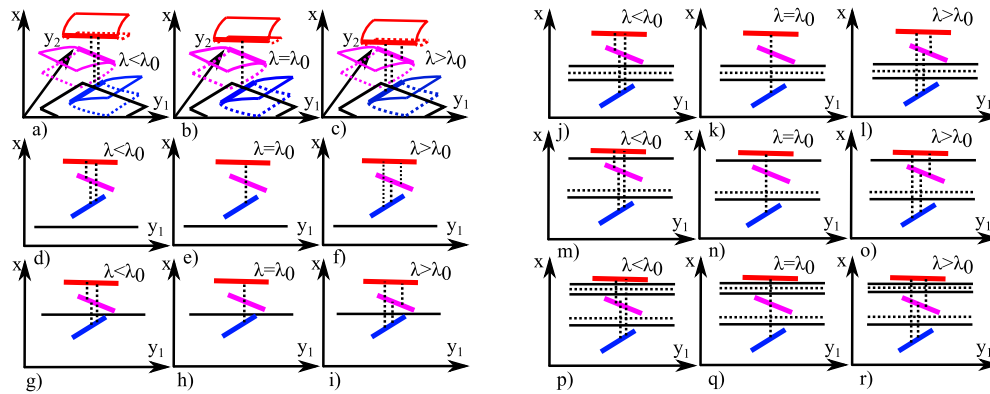 x y₂ λ<λ₀ y₁ a)
x y₂ λ=λ₀ y₁ b)
x y₂ λ>λ₀ y₁ c)
x λ<λ₀ y₁ j)
x λ=λ₀ y₁ k)
x λ>λ₀ y₁ l)
x λ<λ₀ y₁ d)
x λ=λ₀ y₁ e)
x λ>λ₀ y₁ f)
x λ<λ₀ y₁ m)
x λ=λ₀ y₁ n)
x λ>λ₀ y₁ o)
x λ<λ₀ y₁ g)
x λ=λ₀ y₁ h)
x λ>λ₀ y₁ i)
x λ<λ₀ y₁ p)
x λ=λ₀ y₁ q)
x λ>λ₀ y₁ r)